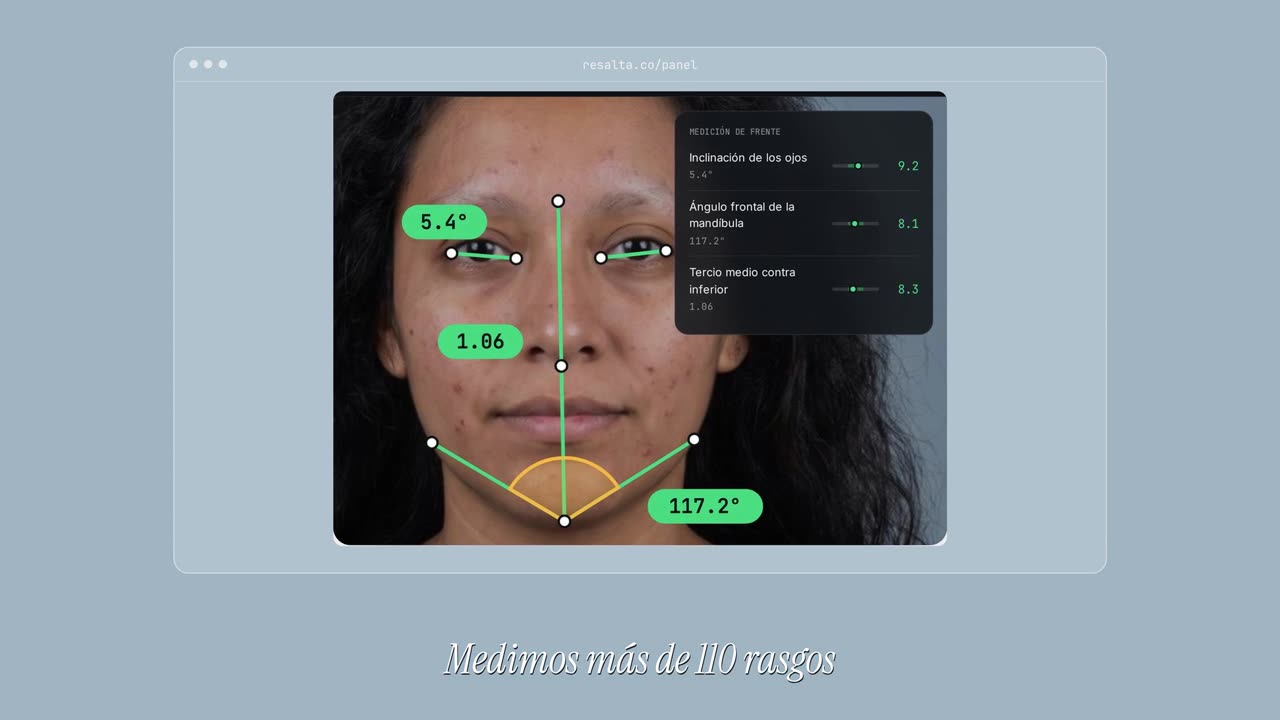 resalta.co/panel
MEDICIÓN DE FRENTE
Inclinación de los ojos
5.4°
9.2
Ángulo frontal de la
mandíbula
117.2°
8.1
Tercio medio contra
inferior
1.06
8.3
5.4°
1.06
117.2°
Medimos más de 110 rasgos